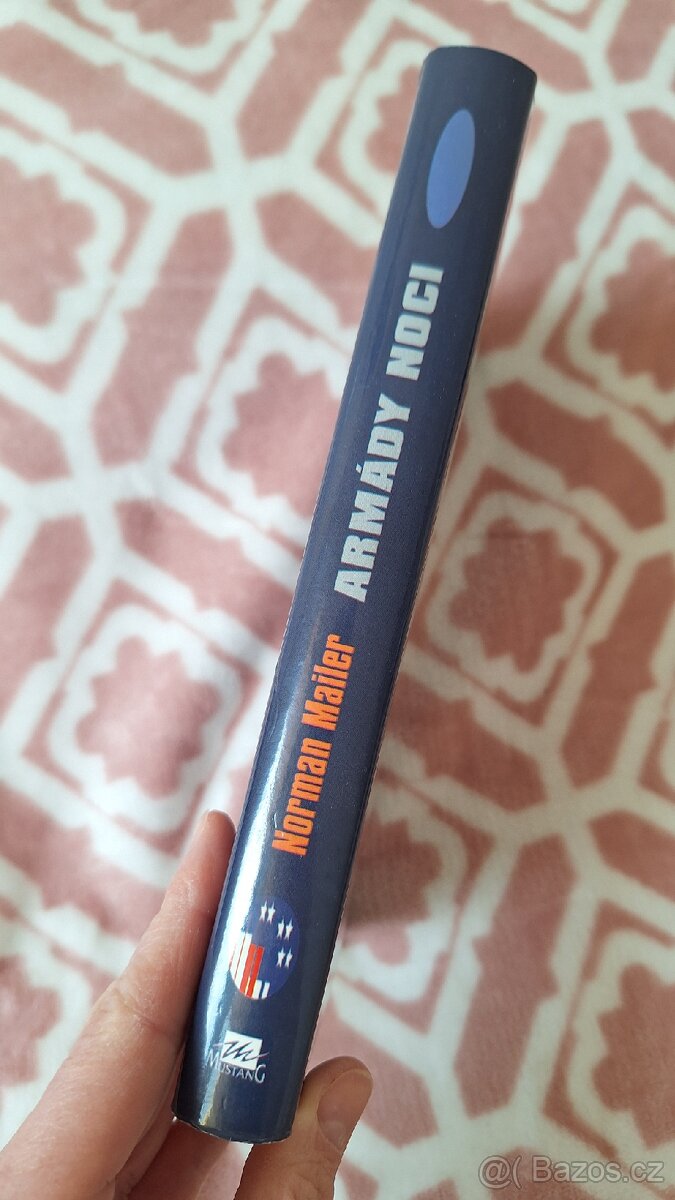 Norman Mailer ARMÁDY NOCI
MUSTANG
@( Bazos.cz